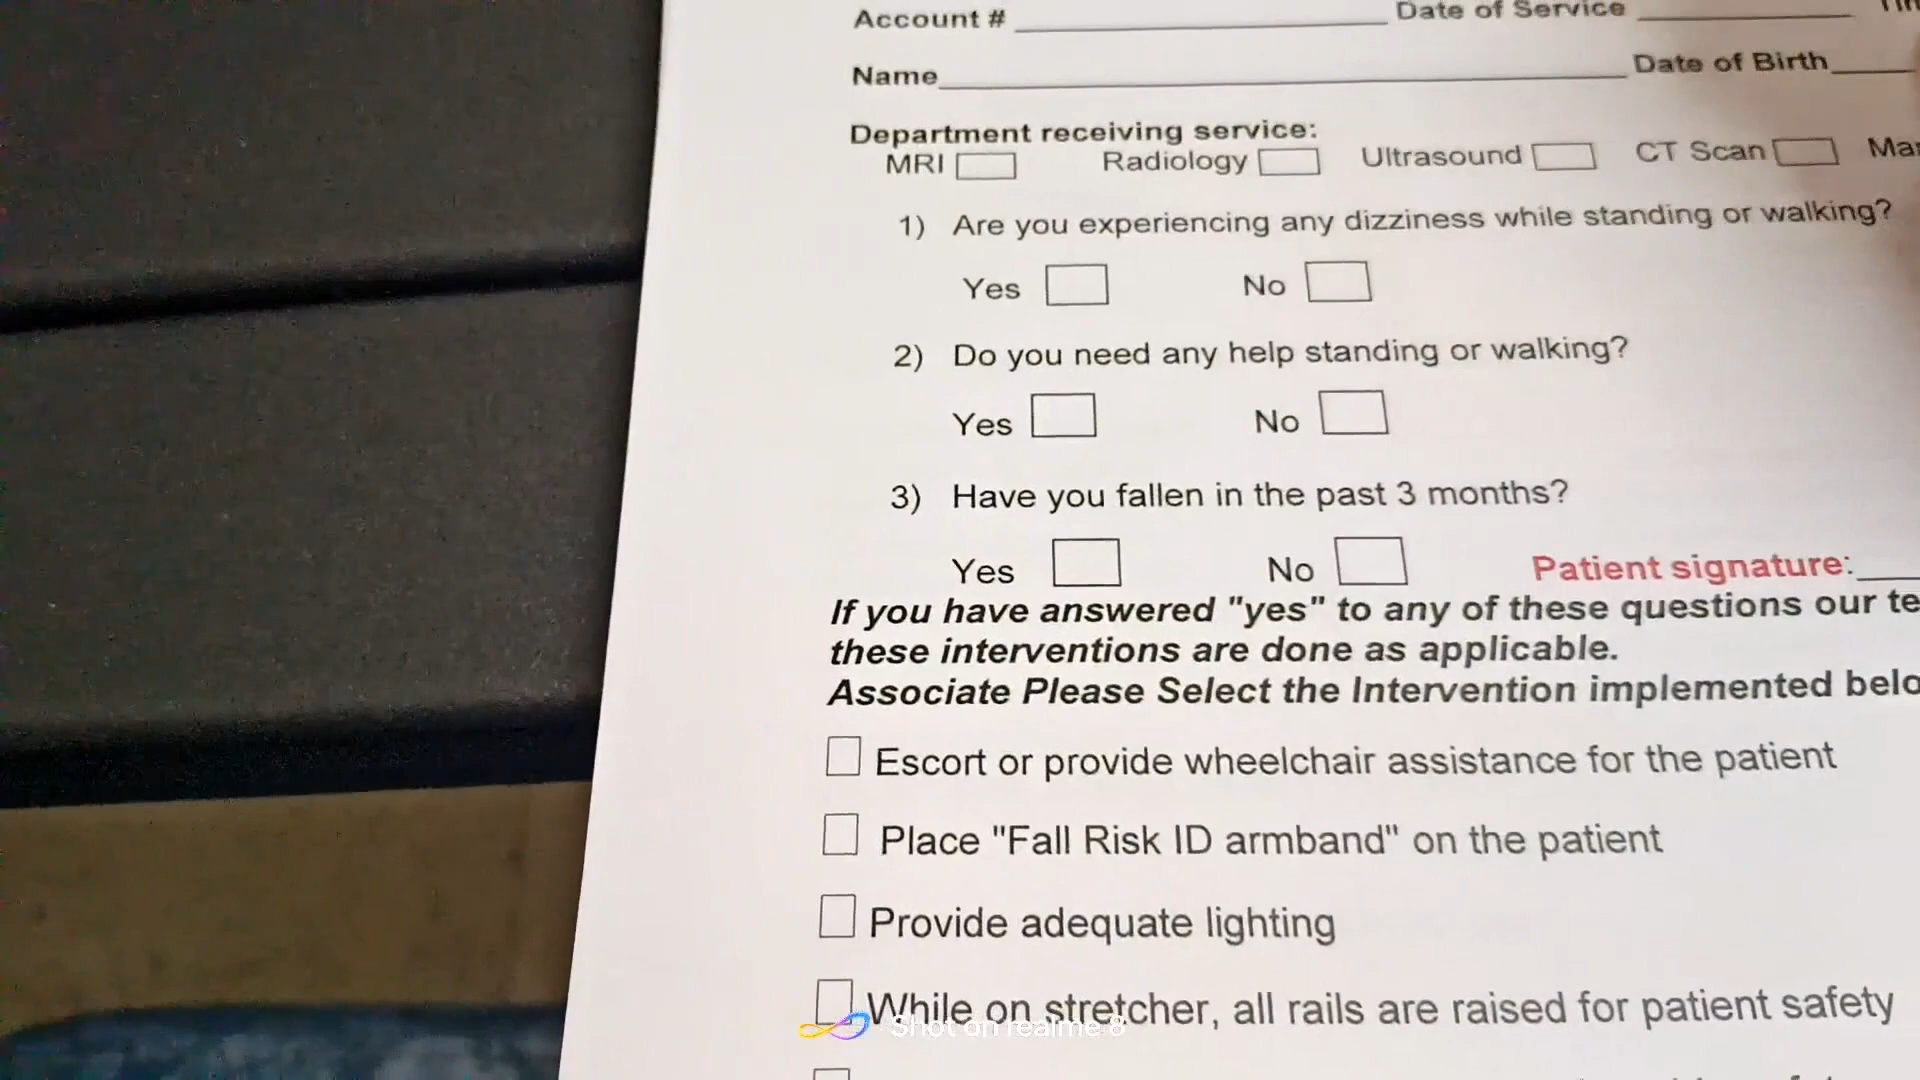 Account # Date of Service
Name Date of Birth
Department receiving service:
MRI Radiology Ultrasound CT Scan
1) Are you experiencing any dizziness while standing or walking?
Yes No
2) Do you need any help standing or walking?
Yes No
3) Have you fallen in the past 3 months?
Yes No Patient signature:
If you have answered "yes" to any of these questions our
these interventions are done as applicable.
Associate Please Select the Intervention implemented
Escort or provide wheelchair assistance for the patient
Place "Fall Risk ID armband" on the patient
Provide adequate lighting
While on stretcher, all rails are raised for patient safety
Shot on realme 8